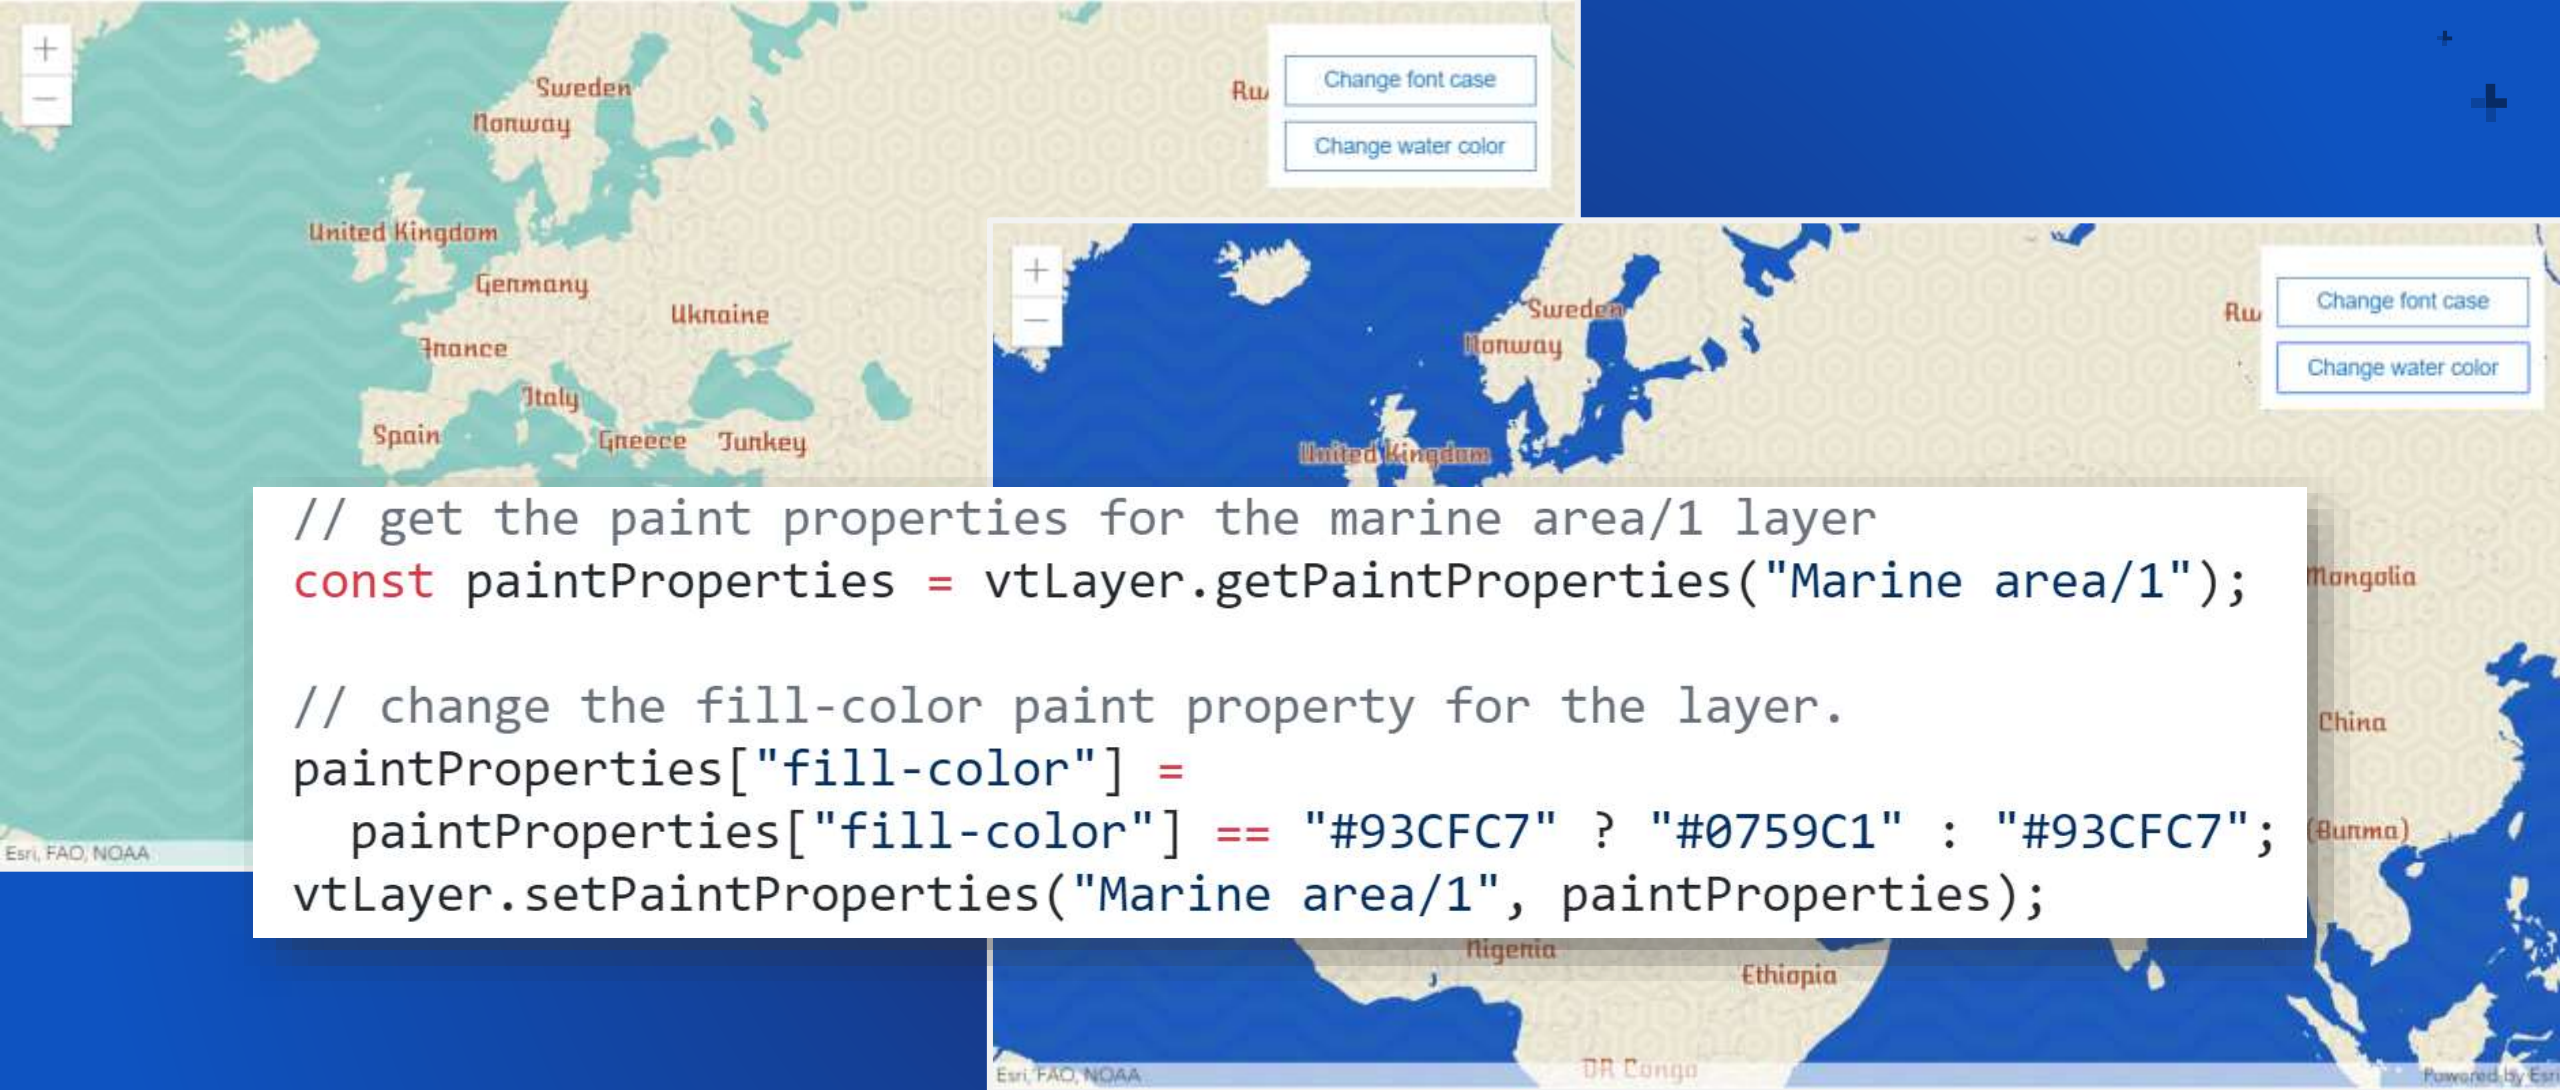 +
−
Sweden
Norway
United Kingdom
Germany
Ukraine
France
Italy
Spain
Greece
Turkey
Change font case
Change water color
Esri, FAO, NOAA
+
−
Sweden
Norway
United Kingdom
Change font case
Change water color
// get the paint properties for the marine area/1 layer
const paintProperties = vtLayer.getPaintProperties("Marine area/1");
// change the fill-color paint property for the layer.
paintProperties["fill-color"] =
paintProperties["fill-color"] == "#93CFC7" ? "#0759C1" : "#93CFC7";
vtLayer.setPaintProperties("Marine area/1", paintProperties);
Mongolia
China
(Burma)
Nigeria
Ethiopia
DR Congo
Esri, FAO, NOAA
Powered by Esri